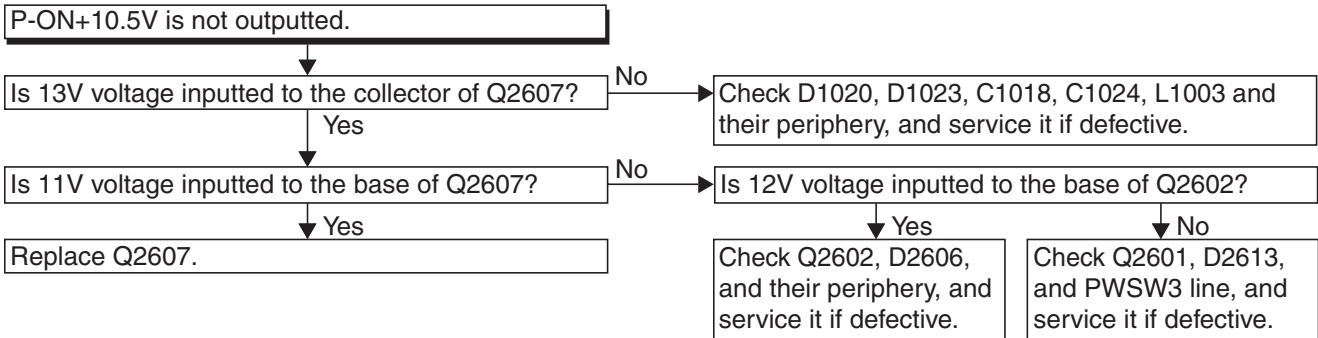 P-ON+10.5V is not outputted.
Is 13V voltage inputted to the collector of Q2607?
No
Check D1020, D1023, C1018, C1024, L1003 and
their periphery, and service it if defective.
Yes
Is 11V voltage inputted to the base of Q2607?
No
Is 12V voltage inputted to the base of Q2602?
Yes
Replace Q2607.
Yes
Check Q2602, D2606,
and their periphery, and
service it if defective.
No
Check Q2601, D2613,
and PWSW3 line, and
service it if defective.